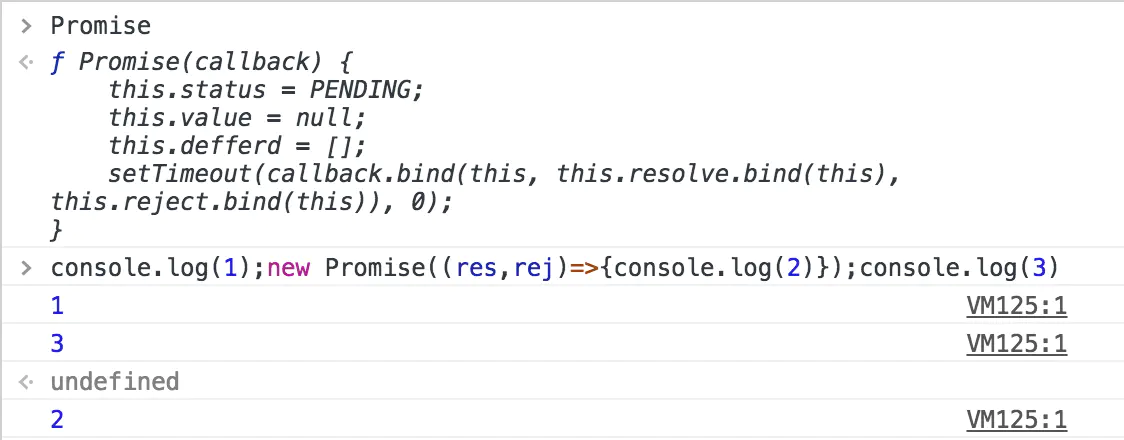 > Promise
<· ƒ Promise(callback) {
this.status = PENDING;
this.value = null;
this.defferd = [];
setTimeout(callback.bind(this, this.resolve.bind(this),
this.reject.bind(this)), 0);
}
> console.log(1);new Promise((res,rej)=>{console.log(2)});console.log(3)
1 VM125:1
3 VM125:1
<· undefined
2 VM125:1